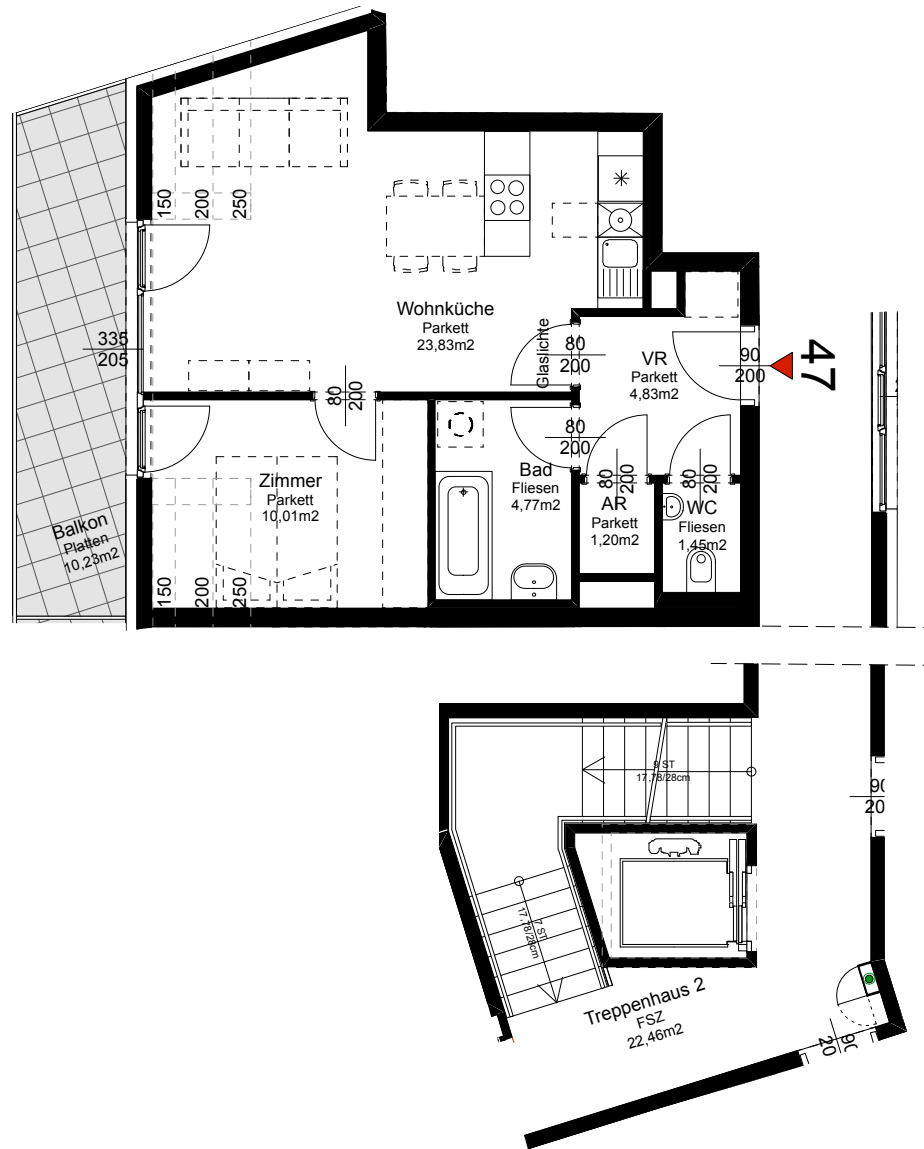 150
200
250
Wohnküche
Parkett
23,83m2
Glaslichte
335
205
80
200
VR
Parkett
4,83m2
90
200
47
80
200
80
200
Zimmer
Parkett
10,01m2
Bad
Fliesen
4,77m2
80
200
80
200
AR
Parkett
1,20m2
WC
Fliesen
1,45m2
Balkon
Platten
10,23m2
150
200
250
9 ST
17,78/28cm
90
20
7 ST
17,78/28cm
Treppenhaus 2
FSZ
22,46m2
90
20